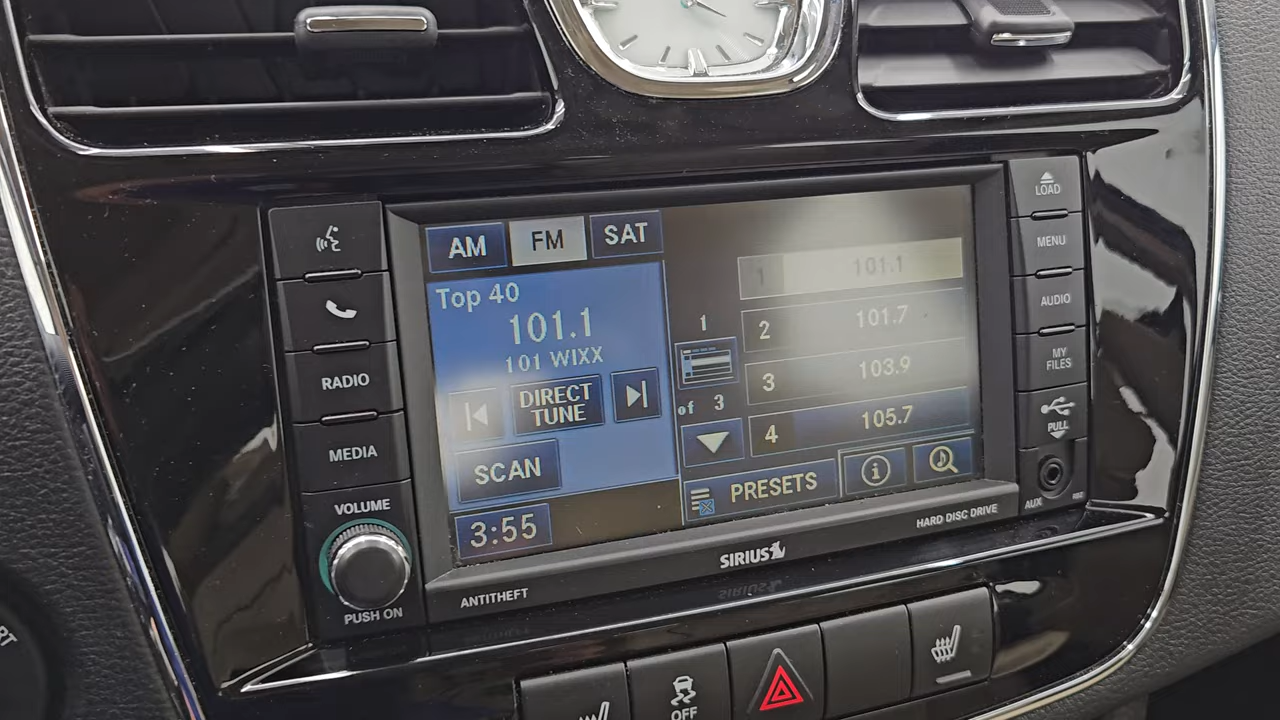 AM
FM
SAT
Top 40
101.1
101 WIXX
DIRECT
TUNE
SCAN
3:55
1
of 3
1 101.1
2 101.7
3 103.9
4 105.7
PRESETS
RADIO
MEDIA
VOLUME
PUSH ON
LOAD
MENU
AUDIO
MY
FILES
PULL
AUX
RBZ
ANTITHEFT
SIRIUS
HARD DISC DRIVE
OFF
RT